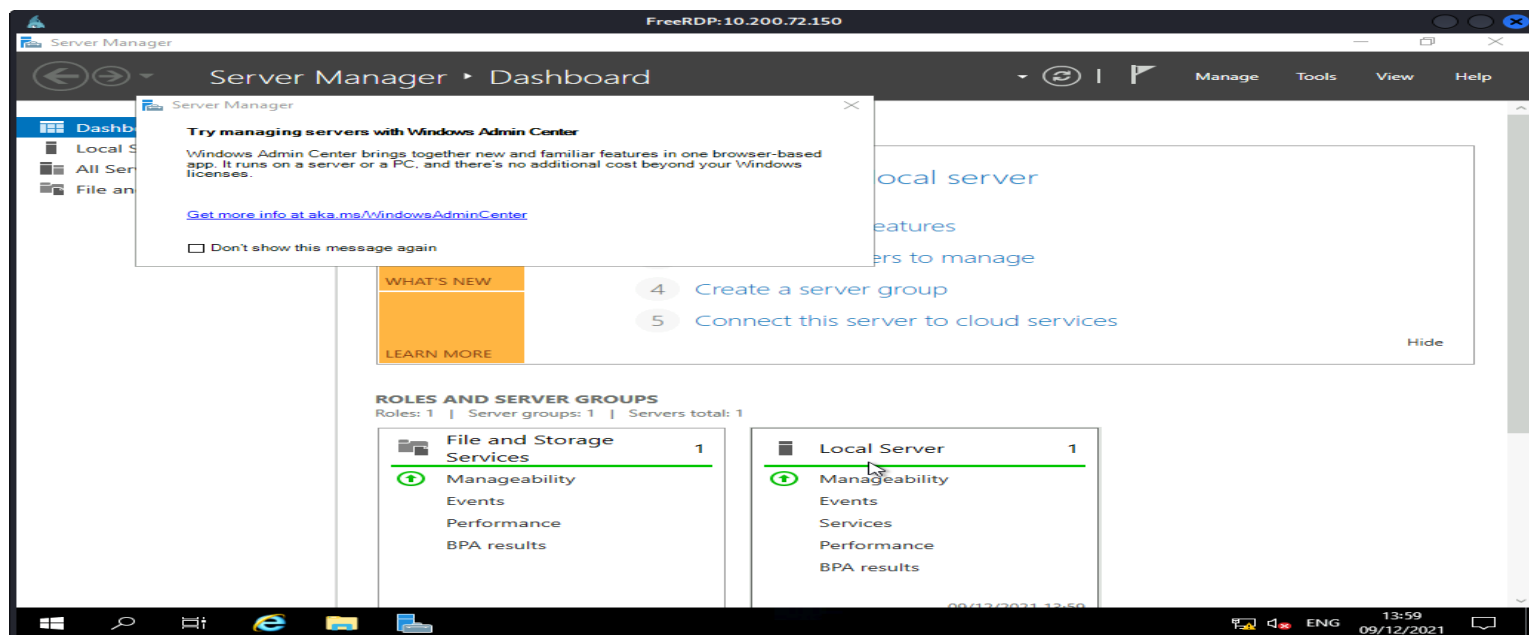 FreeRDP:10.200.72.150
Server Manager
Server Manager • Dashboard
Manage Tools View Help
Server Manager
Try managing servers with Windows Admin Center
Windows Admin Center brings together new and familiar features in one browser-based
app. It runs on a server or a PC, and there's no additional cost beyond your Windows
licenses.
Get more info at aka.ms/WindowsAdminCenter
Don't show this message again
Dashb
Local S
All Ser
File an
ocal server
eatures
ers to manage
WHAT'S NEW
4 Create a server group
5 Connect this server to cloud services
LEARN MORE
Hide
ROLES AND SERVER GROUPS
Roles: 1 | Server groups: 1 | Servers total: 1
File and Storage
Services
1
Manageability
Events
Performance
BPA results
Local Server 1
Manageability
Events
Services
Performance
BPA results
09/12/2021 13:59
ENG
13:59
09/12/2021